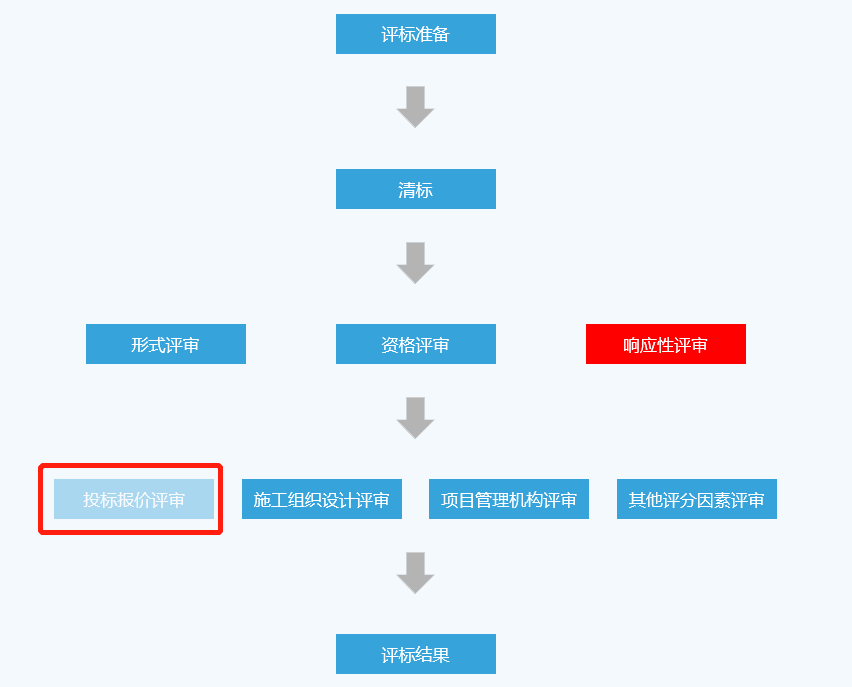 评标准备
清标
形式评审
资格评审
响应性评审
投标报价评审
施工组织设计评审
项目管理机构评审
其他评分因素评审
评标结果